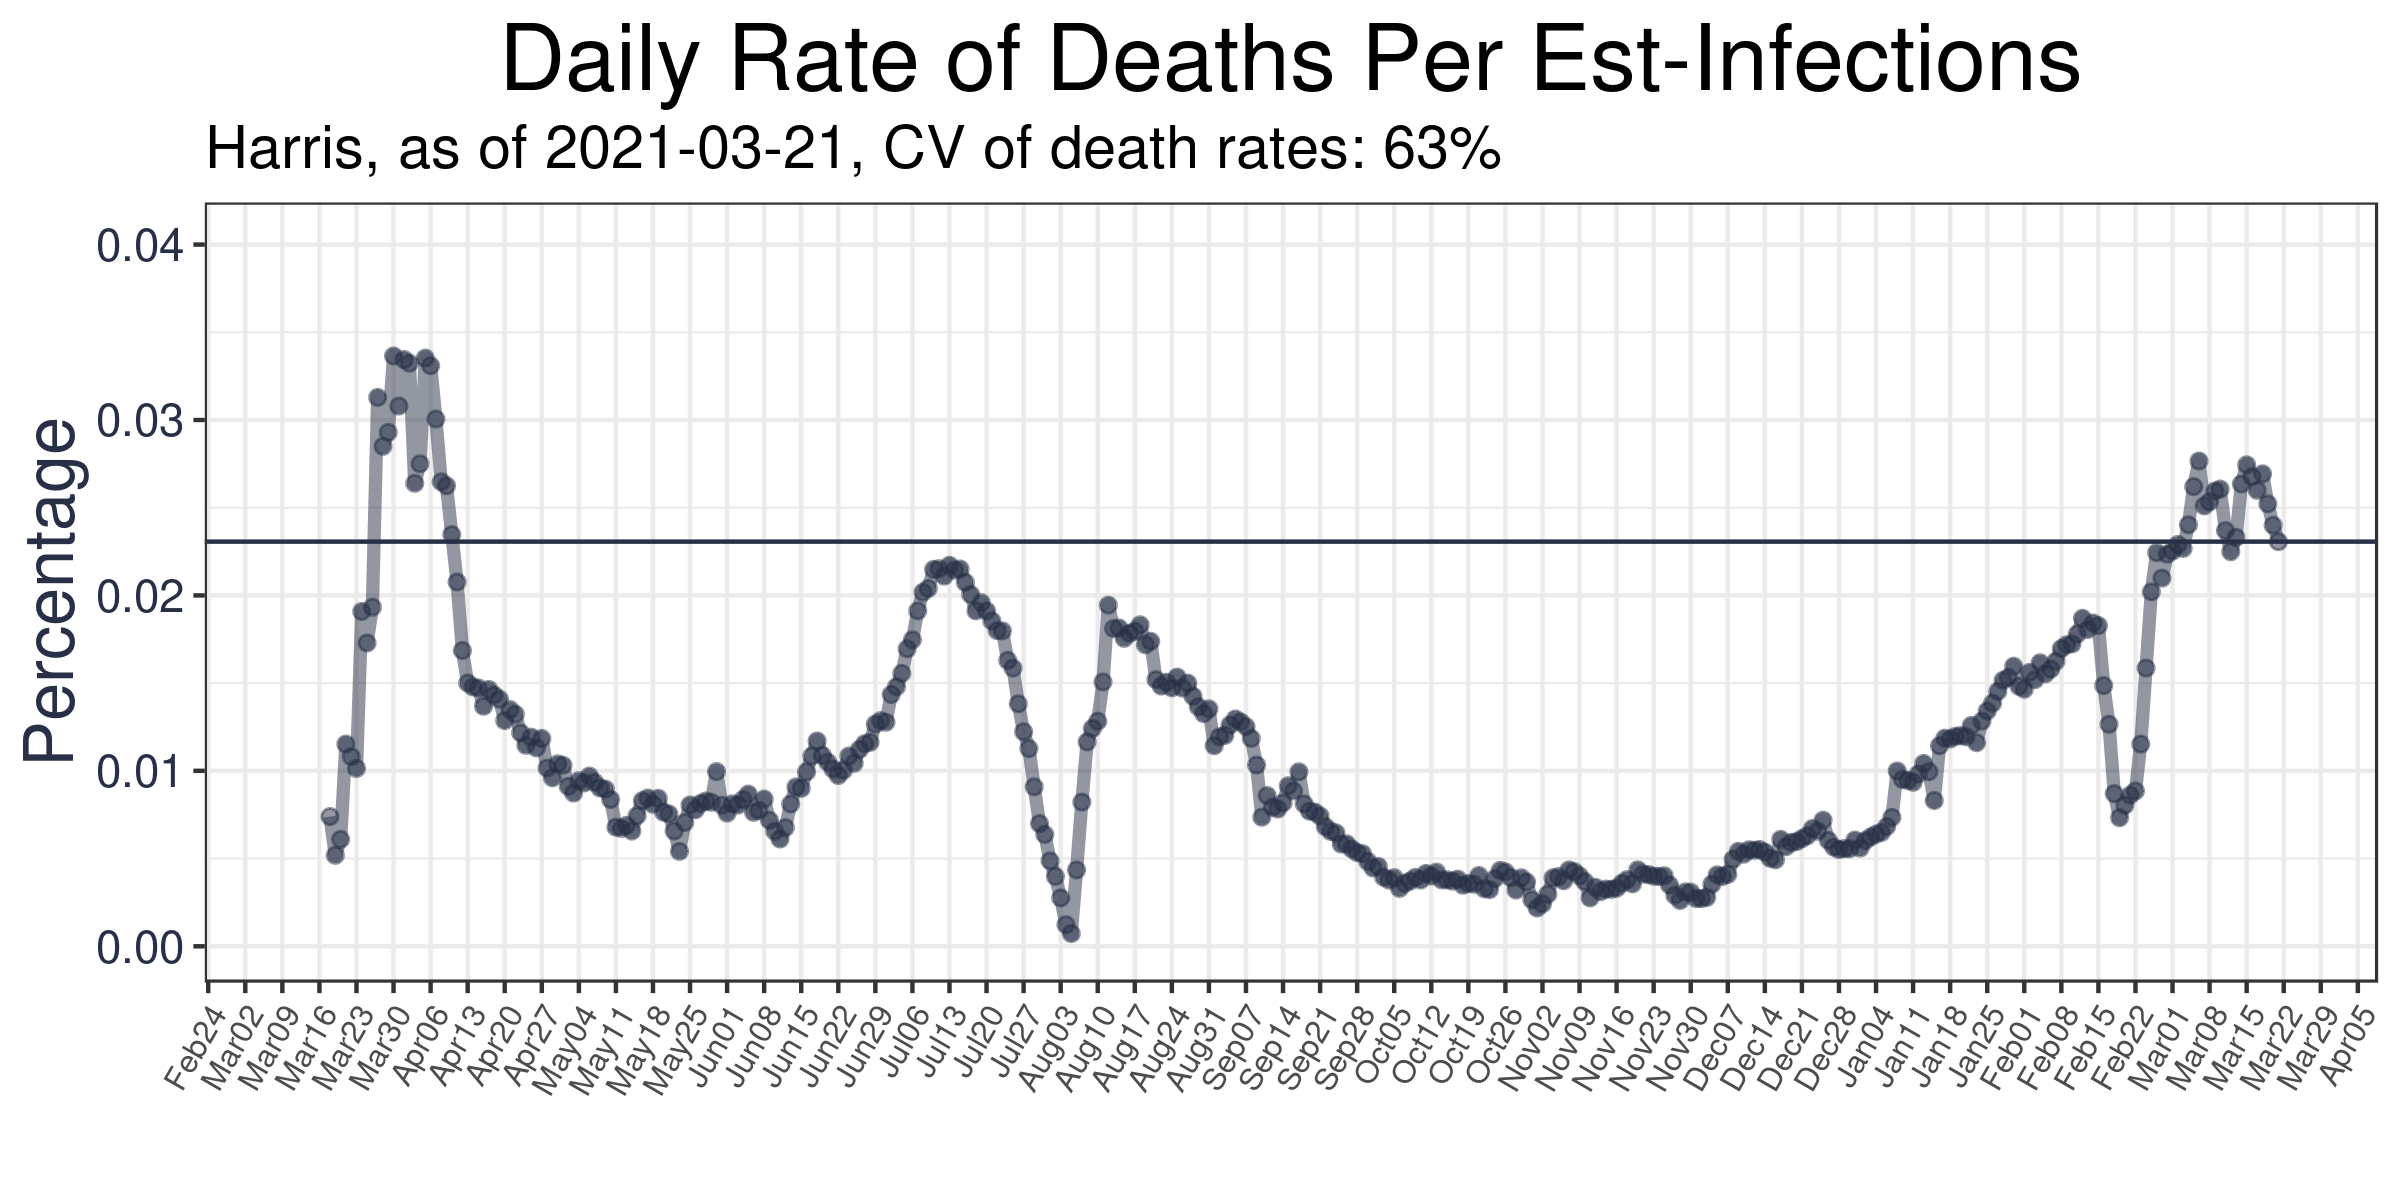 Daily Rate of Deaths Per Est-Infections
Harris, as of 2021-03-21, CV of death rates: 63%
Percentage
0.04
0.03
0.02
0.01
0.00
Feb24
Mar02
Mar09
Mar16
Mar23
Mar30
Apr06
Apr13
Apr20
Apr27
May04
May11
May18
May25
Jun01
Jun08
Jun15
Jun22
Jun29
Jul06
Jul13
Jul20
Jul27
Aug03
Aug10
Aug17
Aug24
Aug31
Sep07
Sep14
Sep21
Sep28
Oct05
Oct12
Oct19
Oct26
Nov02
Nov09
Nov16
Nov23
Nov30
Dec07
Dec14
Dec21
Dec28
Jan04
Jan11
Jan18
Jan25
Feb01
Feb08
Feb15
Feb22
Mar01
Mar08
Mar15
Mar22
Mar29
Apr05